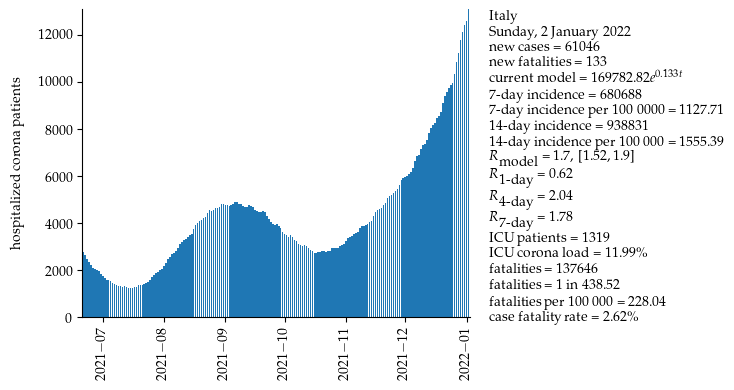 hospitalized corona patients
12000
10000
8000
6000
4000
2000
0
2021−07
2021−08
2021−09
2021−10
2021−11
2021−12
2022−01
Italy
Sunday, 2 January 2022
new cases = 61046
new fatalities = 133
current model = 169782.82e^0.133t
7-day incidence = 680688
7-day incidence per 100 0000 = 1127.71
14-day incidence = 938831
14-day incidence per 100 000 = 1555.39
R_model = 1.7, [1.52, 1.9]
R_1-day = 0.62
R_4-day = 2.04
R_7-day = 1.78
ICU patients = 1319
ICU corona load = 11.99%
fatalities = 137646
fatalities = 1 in 438.52
fatalities per 100 000 = 228.04
case fatality rate = 2.62%